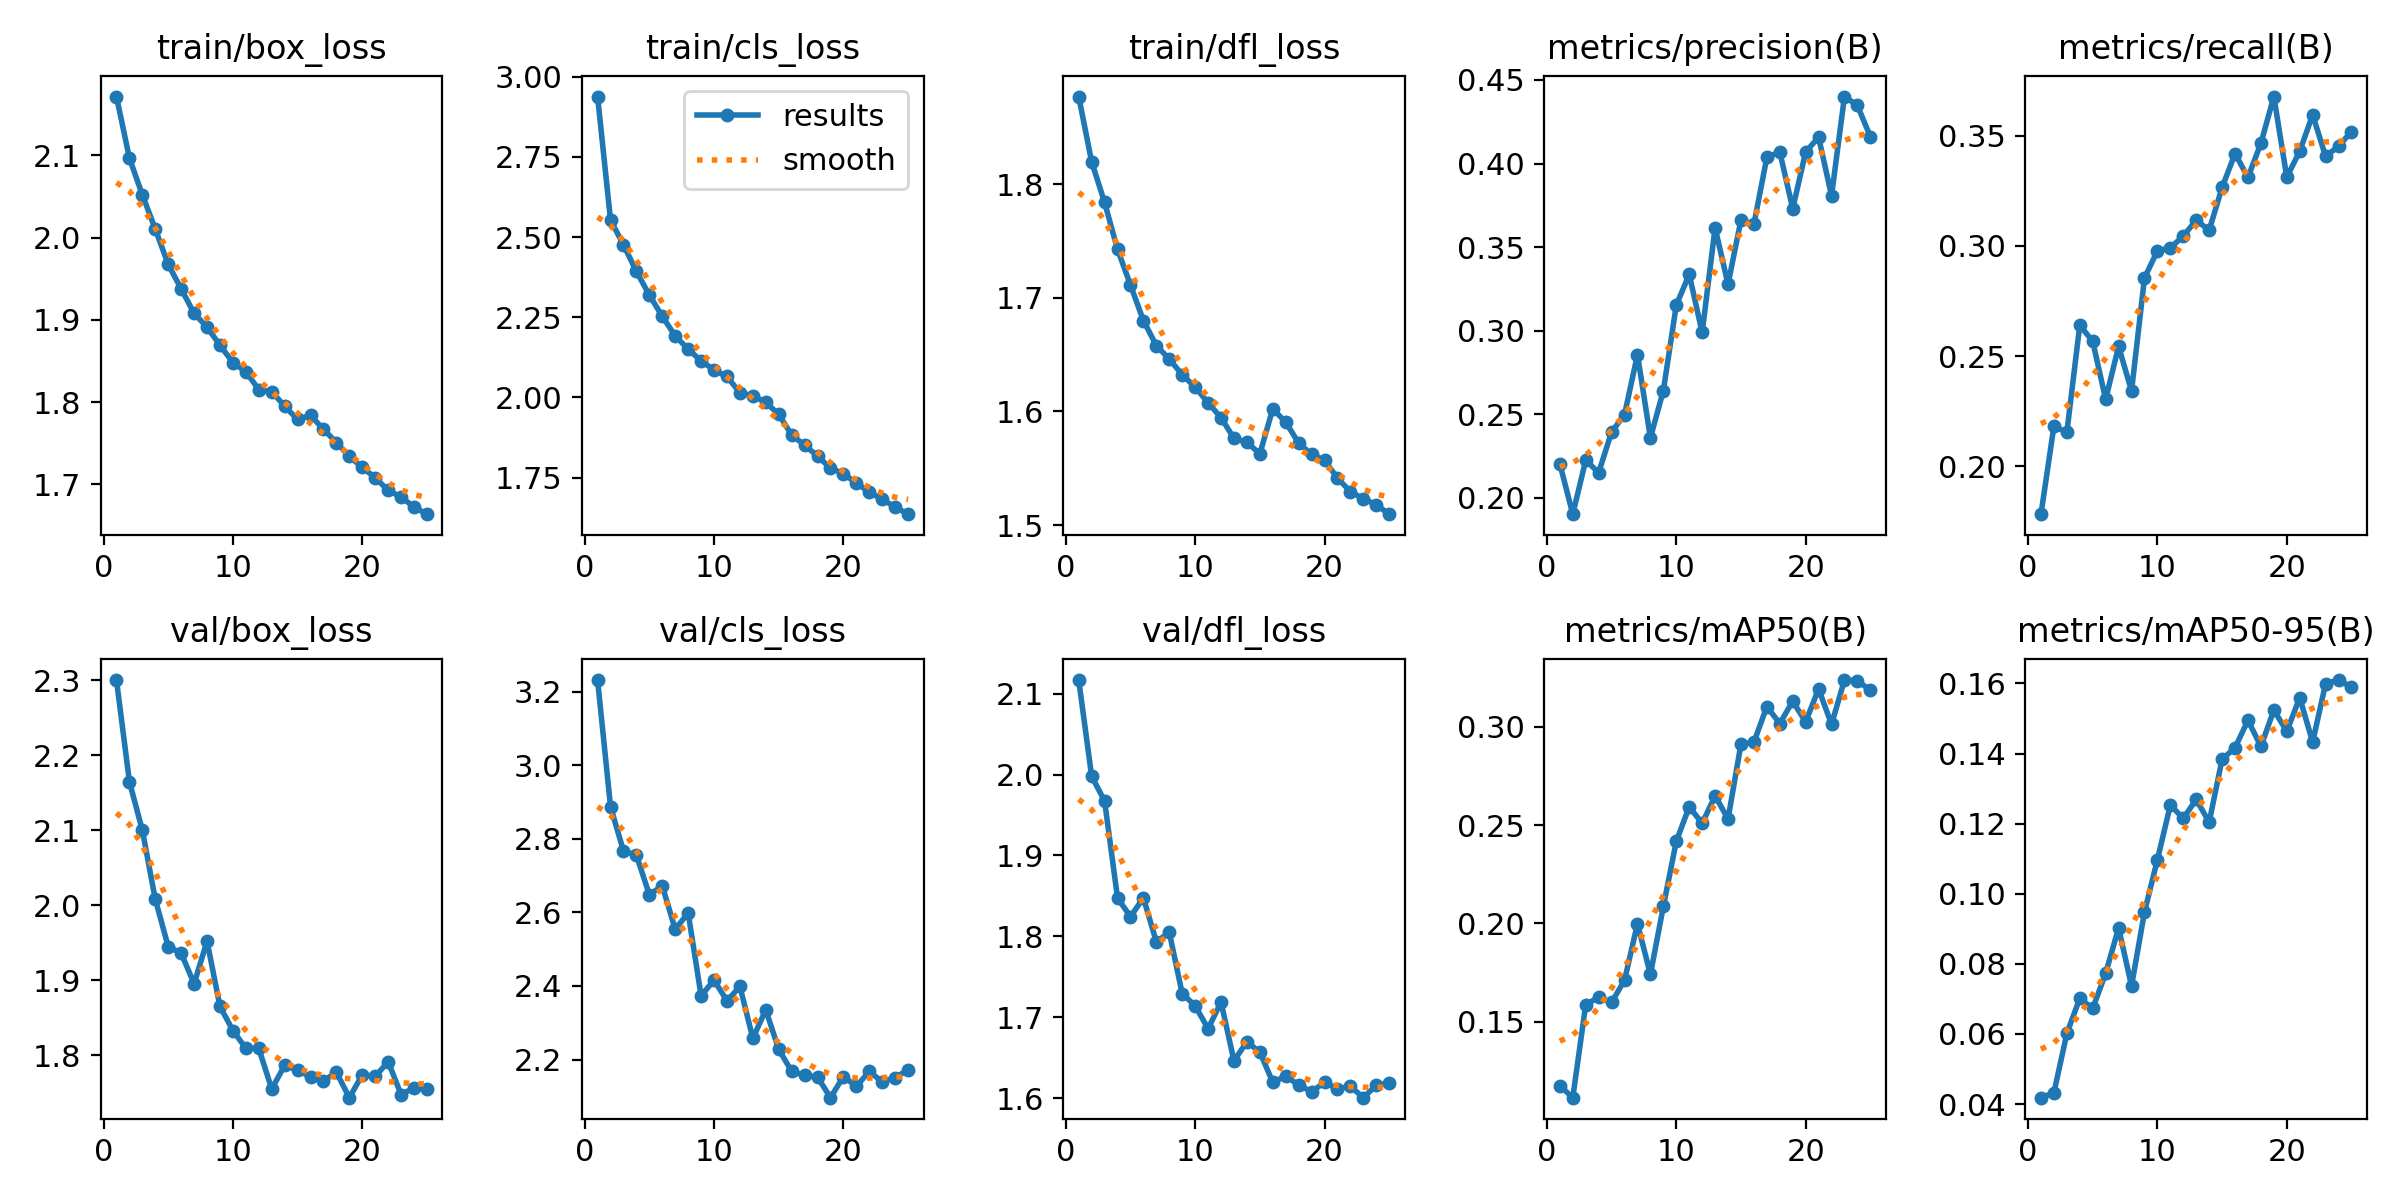 train/box_loss
2.1
2.0
1.9
1.8
1.7
0 10 20
train/cls_loss
3.00
2.75
2.50
2.25
2.00
1.75
0 10 20
results
smooth
train/dfl_loss
1.8
1.7
1.6
1.5
0 10 20
metrics/precision(B)
0.45
0.40
0.35
0.30
0.25
0.20
0 10 20
metrics/recall(B)
0.35
0.30
0.25
0.20
0 10 20
val/box_loss
2.3
2.2
2.1
2.0
1.9
1.8
0 10 20
val/cls_loss
3.2
3.0
2.8
2.6
2.4
2.2
0 10 20
val/dfl_loss
2.1
2.0
1.9
1.8
1.7
1.6
0 10 20
metrics/mAP50(B)
0.30
0.25
0.20
0.15
0 10 20
metrics/mAP50-95(B)
0.16
0.14
0.12
0.10
0.08
0.06
0.04
0 10 20